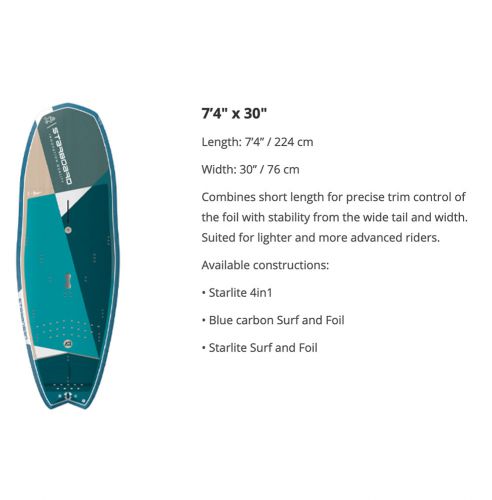 STARBOARD
7’4" x 30"
Length: 7’4” / 224 cm
Width: 30” / 76 cm
Combines short length for precise trim control of
the foil with stability from the wide tail and width.
Suited for lighter and more advanced riders.
Available constructions:
• Starlite 4in1
• Blue carbon Surf and Foil
• Starlite Surf and Foil